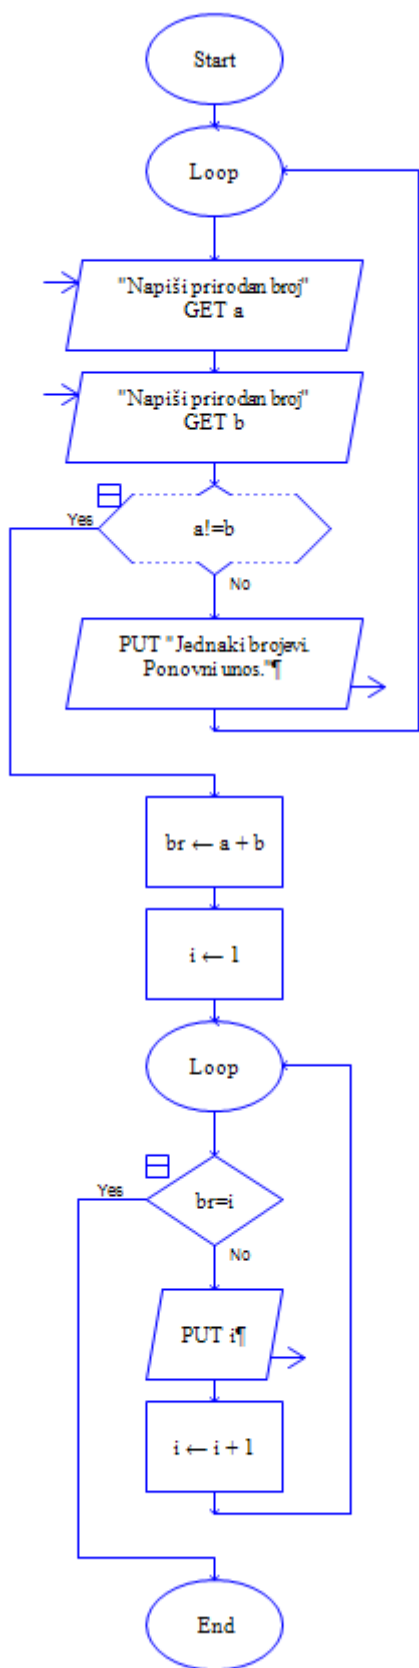 Start
Loop
"Napiši prirodan broj"
GET a
"Napiši prirodan broj"
GET b
Yes
a!=b
No
PUT "Jednaki brojevi.
Ponovni unos."¶
br ← a + b
i ← 1
Loop
Yes
br=i
No
PUT i¶
i ← i + 1
End